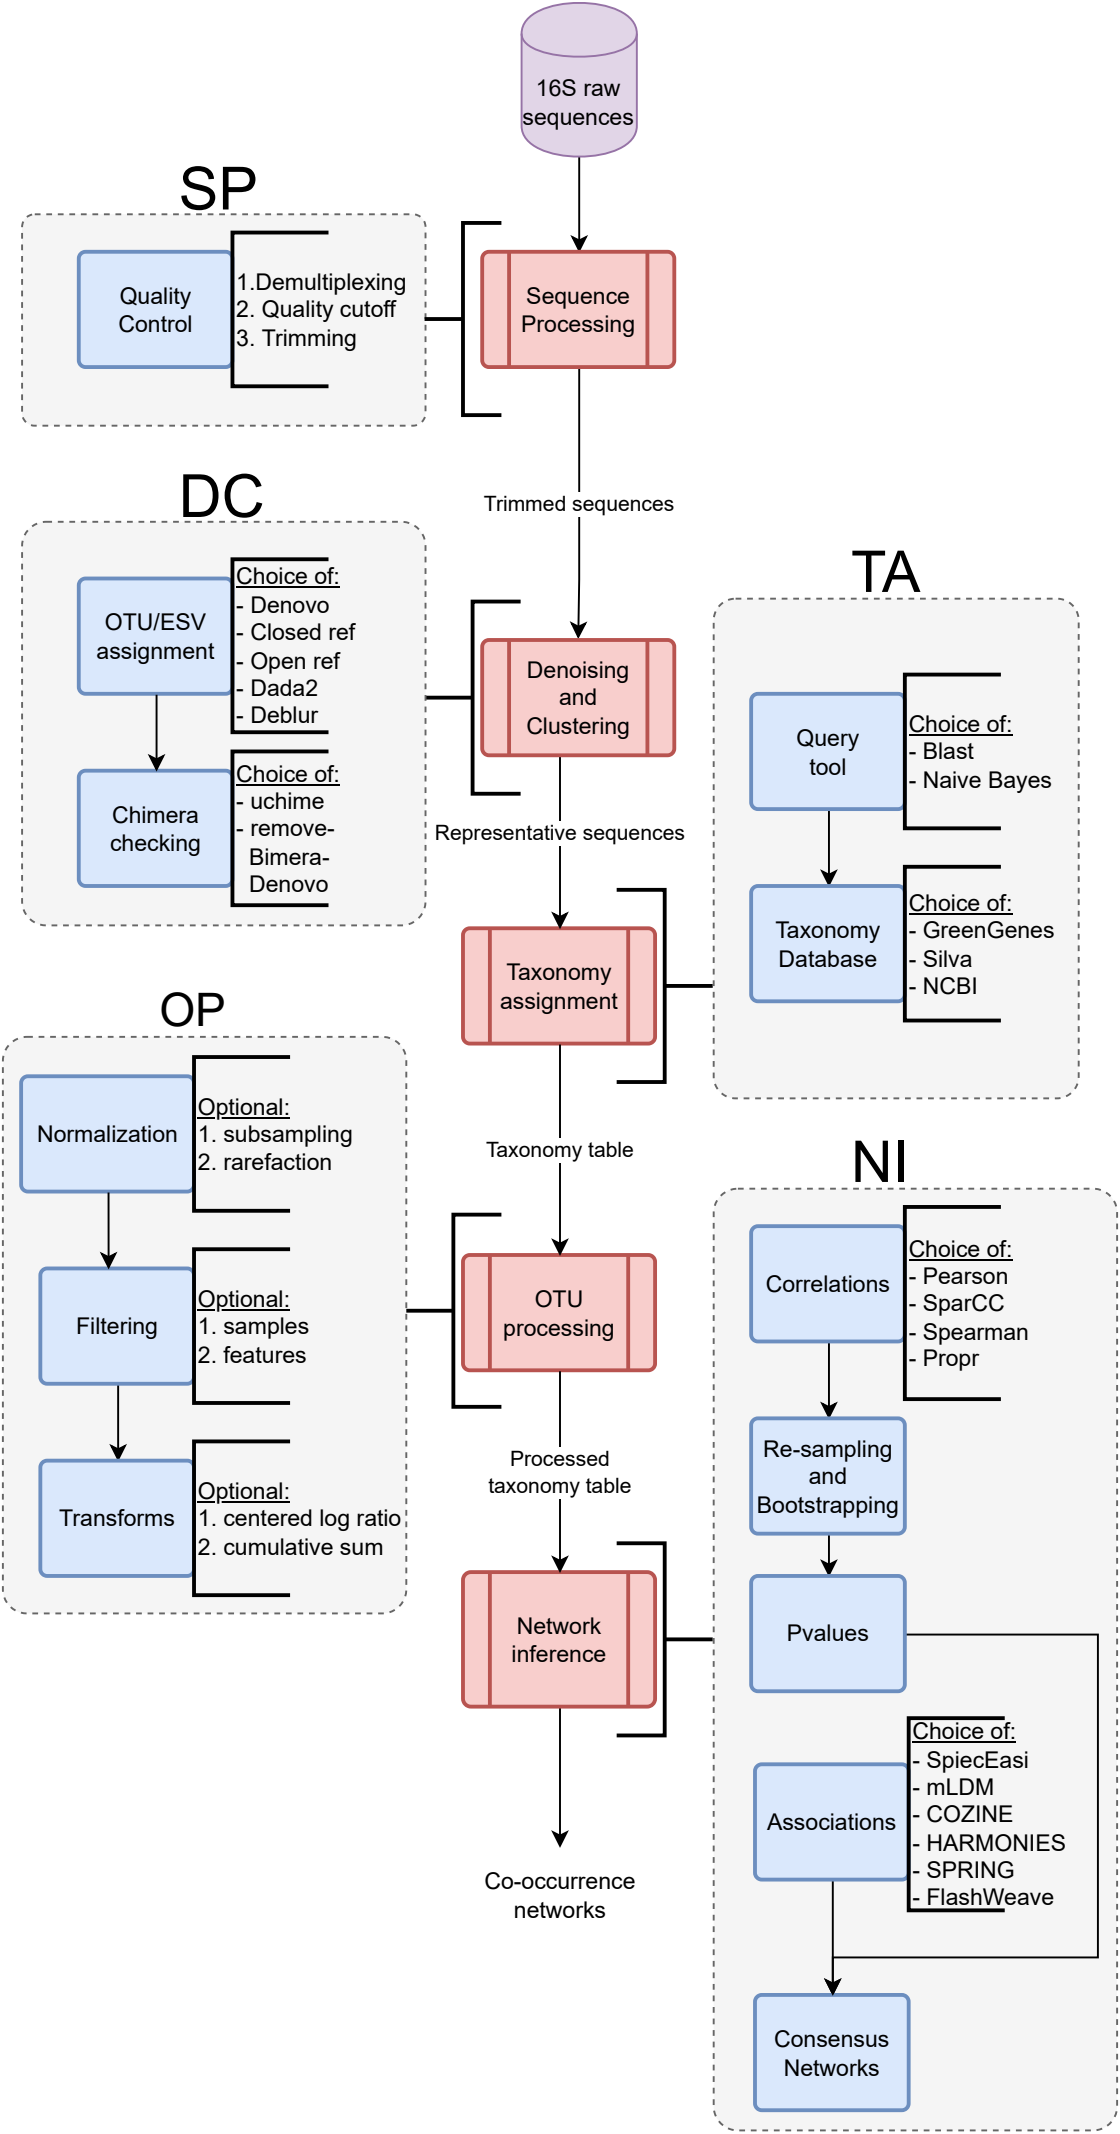 16S raw
sequences
SP
Quality
Control
1.Demultiplexing
2. Quality cutoff
3. Trimming
Sequence
Processing
Trimmed sequences
DC
OTU/ESV
assignment
Choice of:
- Denovo
- Closed ref
- Open ref
- Dada2
- Deblur
Chimera
checking
Choice of:
- uchime
- remove-
Bimera-
Denovo
Denoising
and
Clustering
Representative sequences
TA
Query
tool
Choice of:
- Blast
- Naive Bayes
Taxonomy
Database
Choice of:
- GreenGenes
- Silva
- NCBI
Taxonomy
assignment
Taxonomy table
OP
Normalization
Optional:
1. subsampling
2. rarefaction
Filtering
Optional:
1. samples
2. features
Transforms
Optional:
1. centered log ratio
2. cumulative sum
OTU
processing
Processed
taxonomy table
NI
Correlations
Choice of:
- Pearson
- SparCC
- Spearman
- Propr
Re-sampling
and
Bootstrapping
Pvalues
Associations
Choice of:
- SpiecEasi
- mLDM
- COZINE
- HARMONIES
- SPRING
- FlashWeave
Consensus
Networks
Network
inference
Co-occurrence
networks